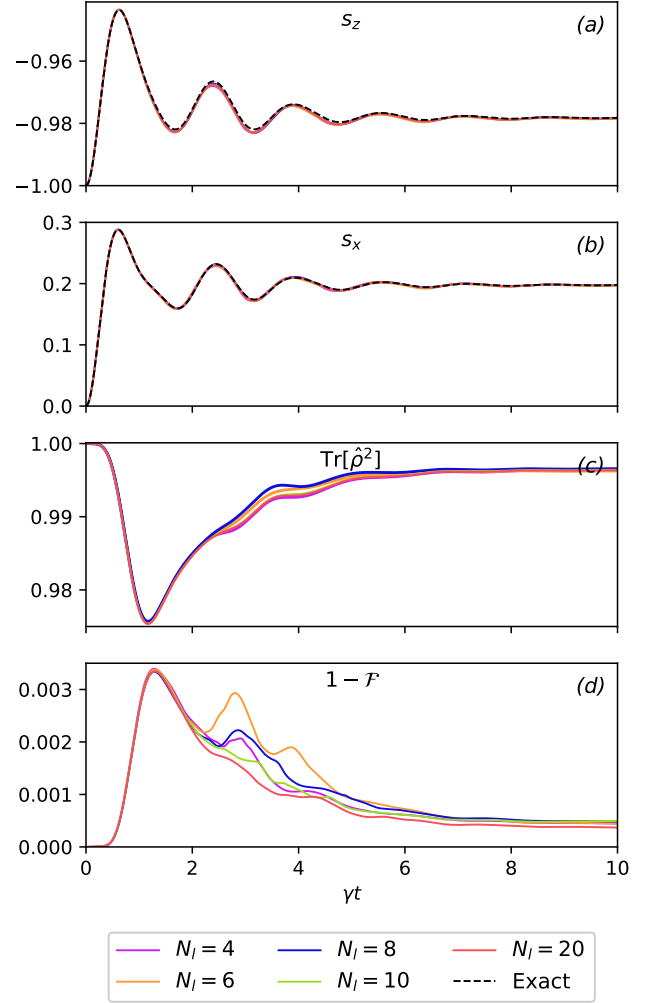 s_z (a)
−0.96
−0.98
−1.00
s_x (b)
0.3
0.2
0.1
0.0
Tr[ρ̂²] (c)
1.00
0.99
0.98
1 − ℱ (d)
0.003
0.002
0.001
0.000
0 2 4 6 8 10
γt
N_l = 4 N_l = 8 N_l = 20
N_l = 6 N_l = 10 Exact